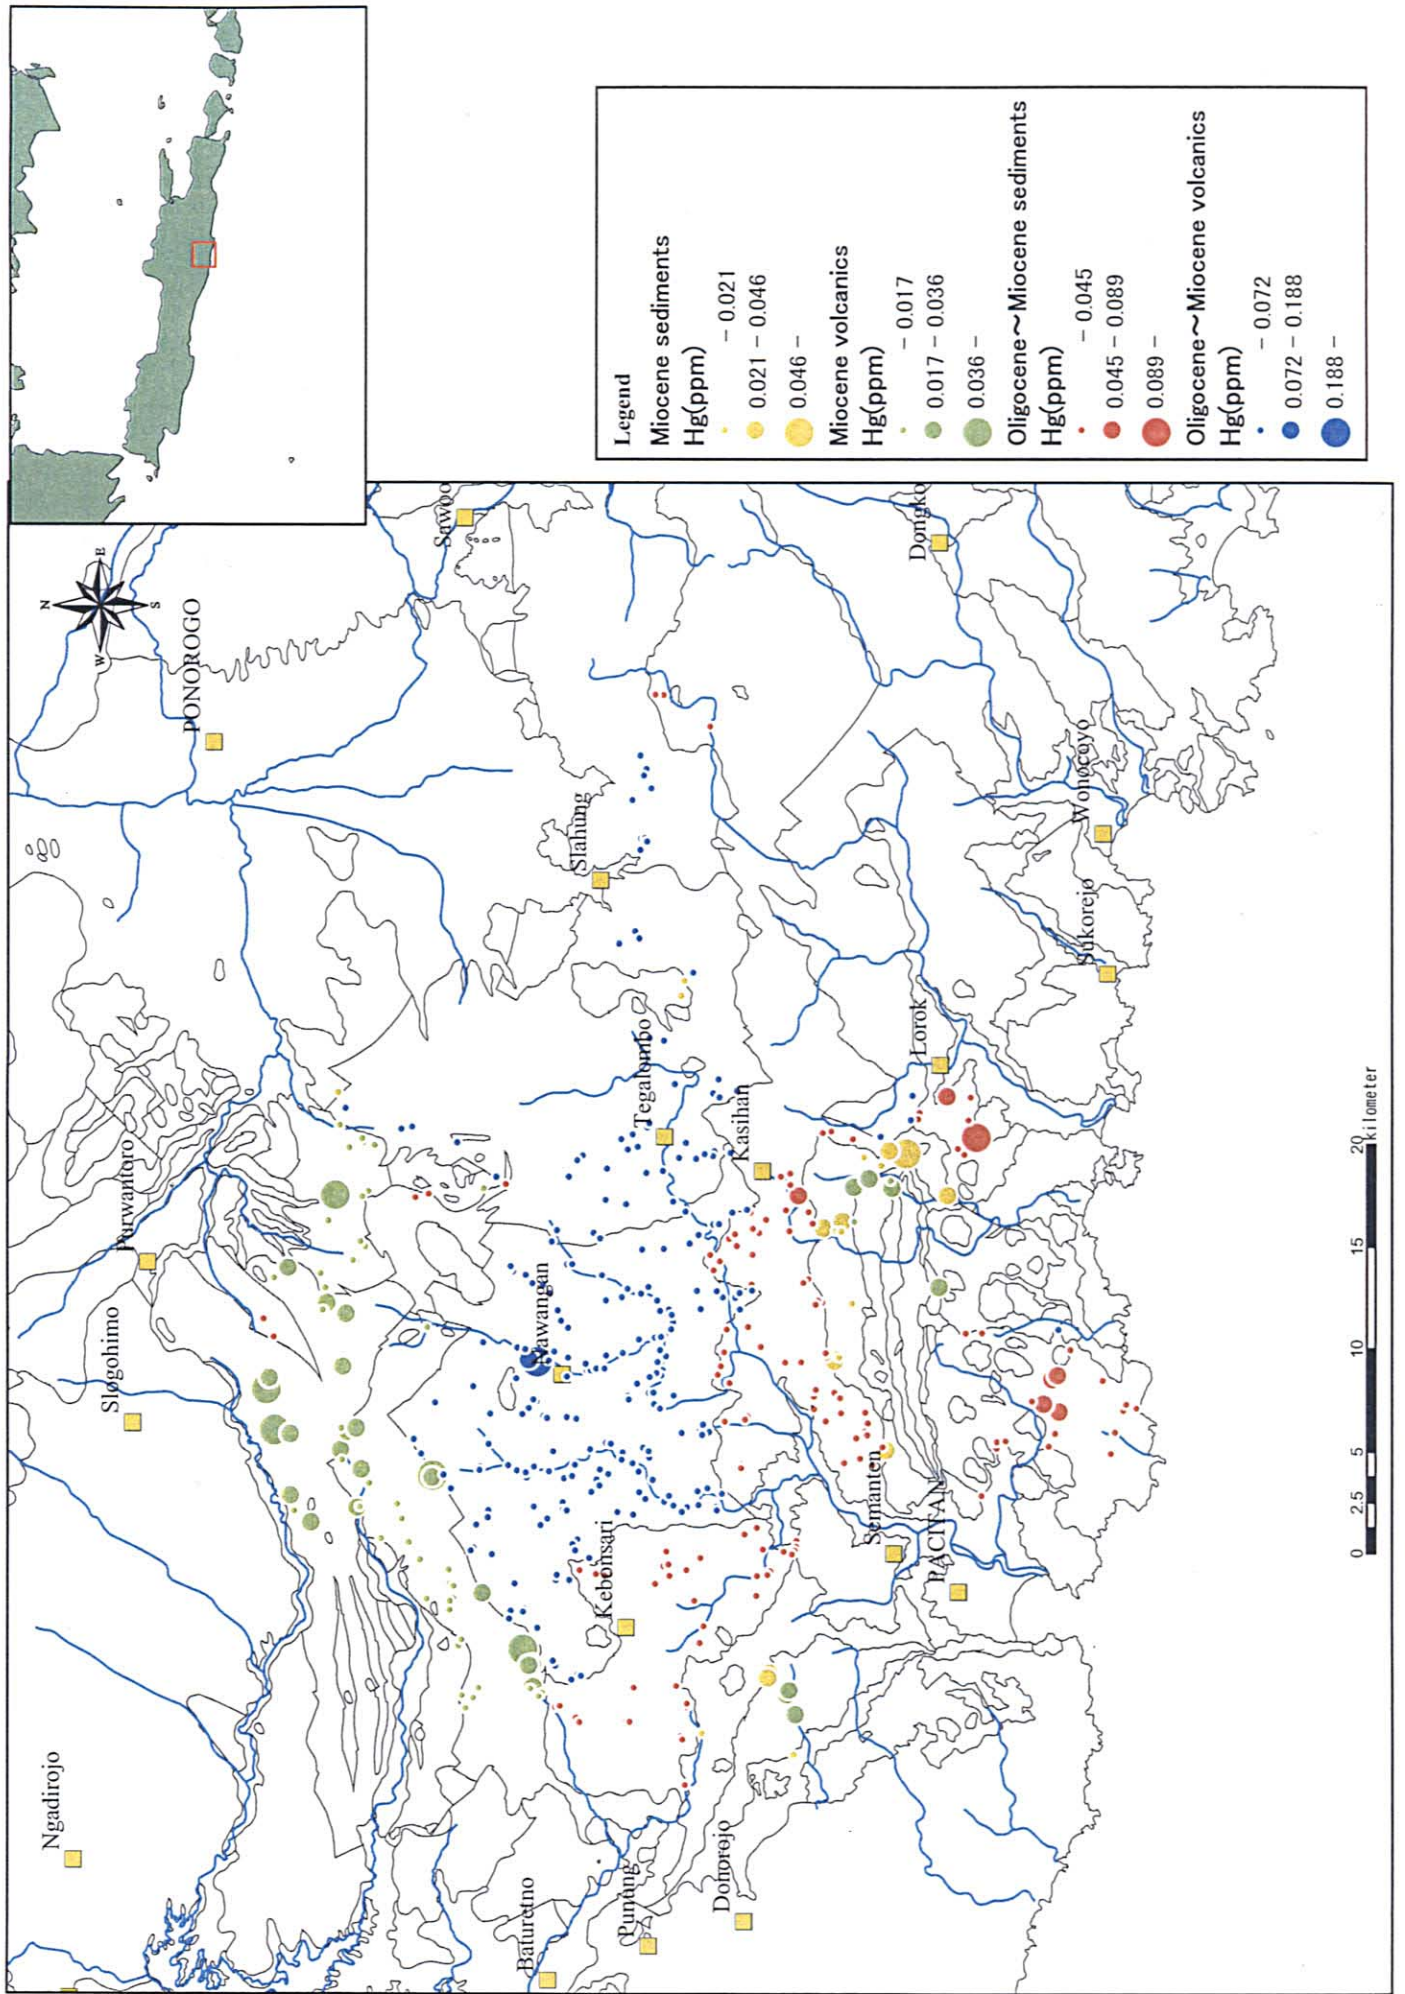 N
E
S
W
PONOROGO
Sawoo
Purwantoro
Slogohimo
Ngadirojo
Slahung
Tegalombo
Kasihan
Nawangan
Kebonsari
Baturetno
Punung
Donorojo
Semanten
PACITAN
Lorok
Sukorejo
Wonocoyo
Dongko
0 2.5 5 10 15 20
kilometer
Legend
Miocene sediments
Hg(ppm)
– 0.021
0.021 – 0.046
0.046 –
Miocene volcanics
Hg(ppm)
– 0.017
0.017 – 0.036
0.036 –
Oligocene~Miocene sediments
Hg(ppm)
– 0.045
0.045 – 0.089
0.089 –
Oligocene~Miocene volcanics
Hg(ppm)
– 0.072
0.072 – 0.188
0.188 –